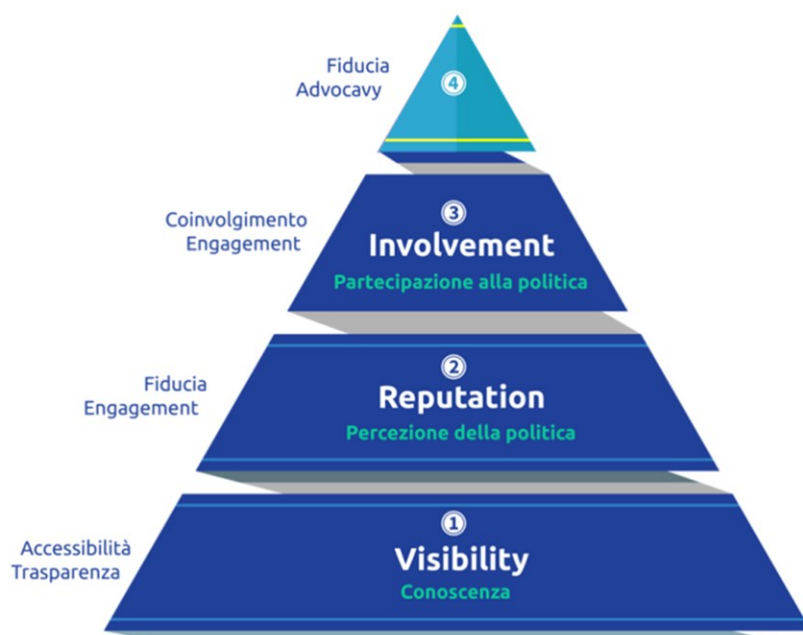 Fiducia
Advocavy
4
Coinvolgimento
Engagement
3
Involvement
Partecipazione alla politica
Fiducia
Engagement
2
Reputation
Percezione della politica
Accessibilità
Trasparenza
1
Visibility
Conoscenza